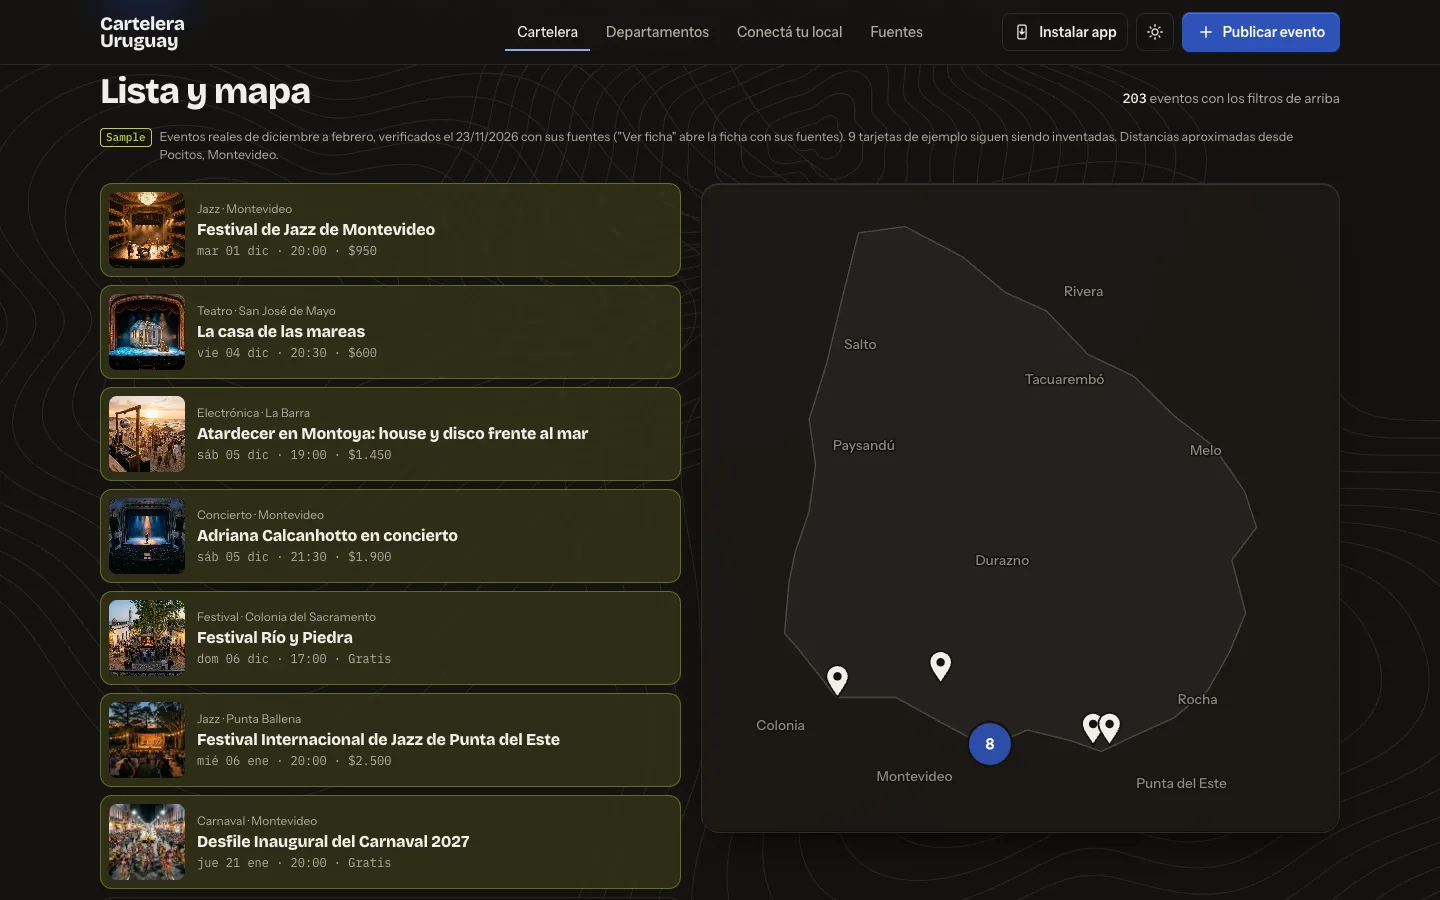 Cartelera
Uruguay
Cartelera
Departamentos
Conectá tu local
Fuentes
Instalar app
Publicar evento
Lista y mapa
203 eventos con los filtros de arriba
Sample
Eventos reales de diciembre a febrero, verificados el 23/11/2026 con sus fuentes ("Ver ficha" abre la ficha con sus fuentes). 9 tarjetas de ejemplo siguen siendo inventadas. Distancias aproximadas desde
Pocitos, Montevideo.
Jazz · Montevideo
Festival de Jazz de Montevideo
mar 01 dic · 20:00 · $950
Teatro · San José de Mayo
La casa de las mareas
vie 04 dic · 20:30 · $600
Electrónica · La Barra
Atardecer en Montoya: house y disco frente al mar
sáb 05 dic · 19:00 · $1.450
Concierto · Montevideo
Adriana Calcanhotto en concierto
sáb 05 dic · 21:30 · $1.900
Festival · Colonia del Sacramento
Festival Río y Piedra
dom 06 dic · 17:00 · Gratis
Jazz · Punta Ballena
Festival Internacional de Jazz de Punta del Este
mié 06 ene · 20:00 · $2.500
Carnaval · Montevideo
Desfile Inaugural del Carnaval 2027
jue 21 ene · 20:00 · Gratis
Rivera
Salto
Tacuarembó
Paysandú
Melo
Durazno
Rocha
Colonia
8
Montevideo
Punta del Este